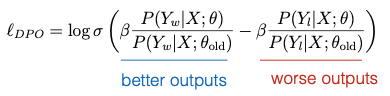 ℓ_DPO = log σ ( β P(Y_w|X; θ) / P(Y_w|X; θ_old) − β P(Y_l|X; θ) / P(Y_l|X; θ_old) )
better outputs worse outputs